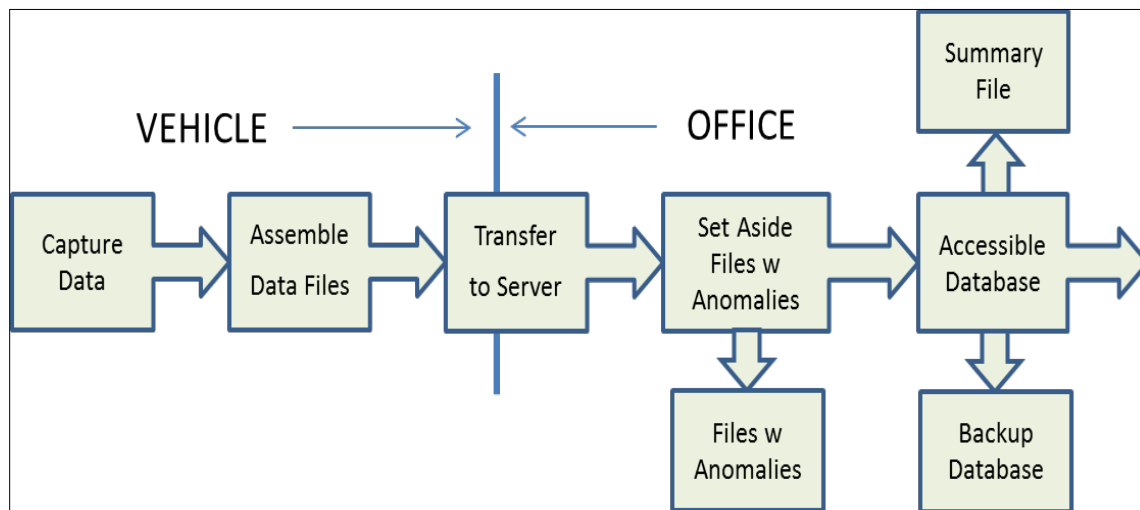 Summary
File
VEHICLE
OFFICE
Capture
Data
Assemble
Data Files
Transfer
to Server
Set Aside
Files w
Anomalies
Accessible
Database
Files w
Anomalies
Backup
Database